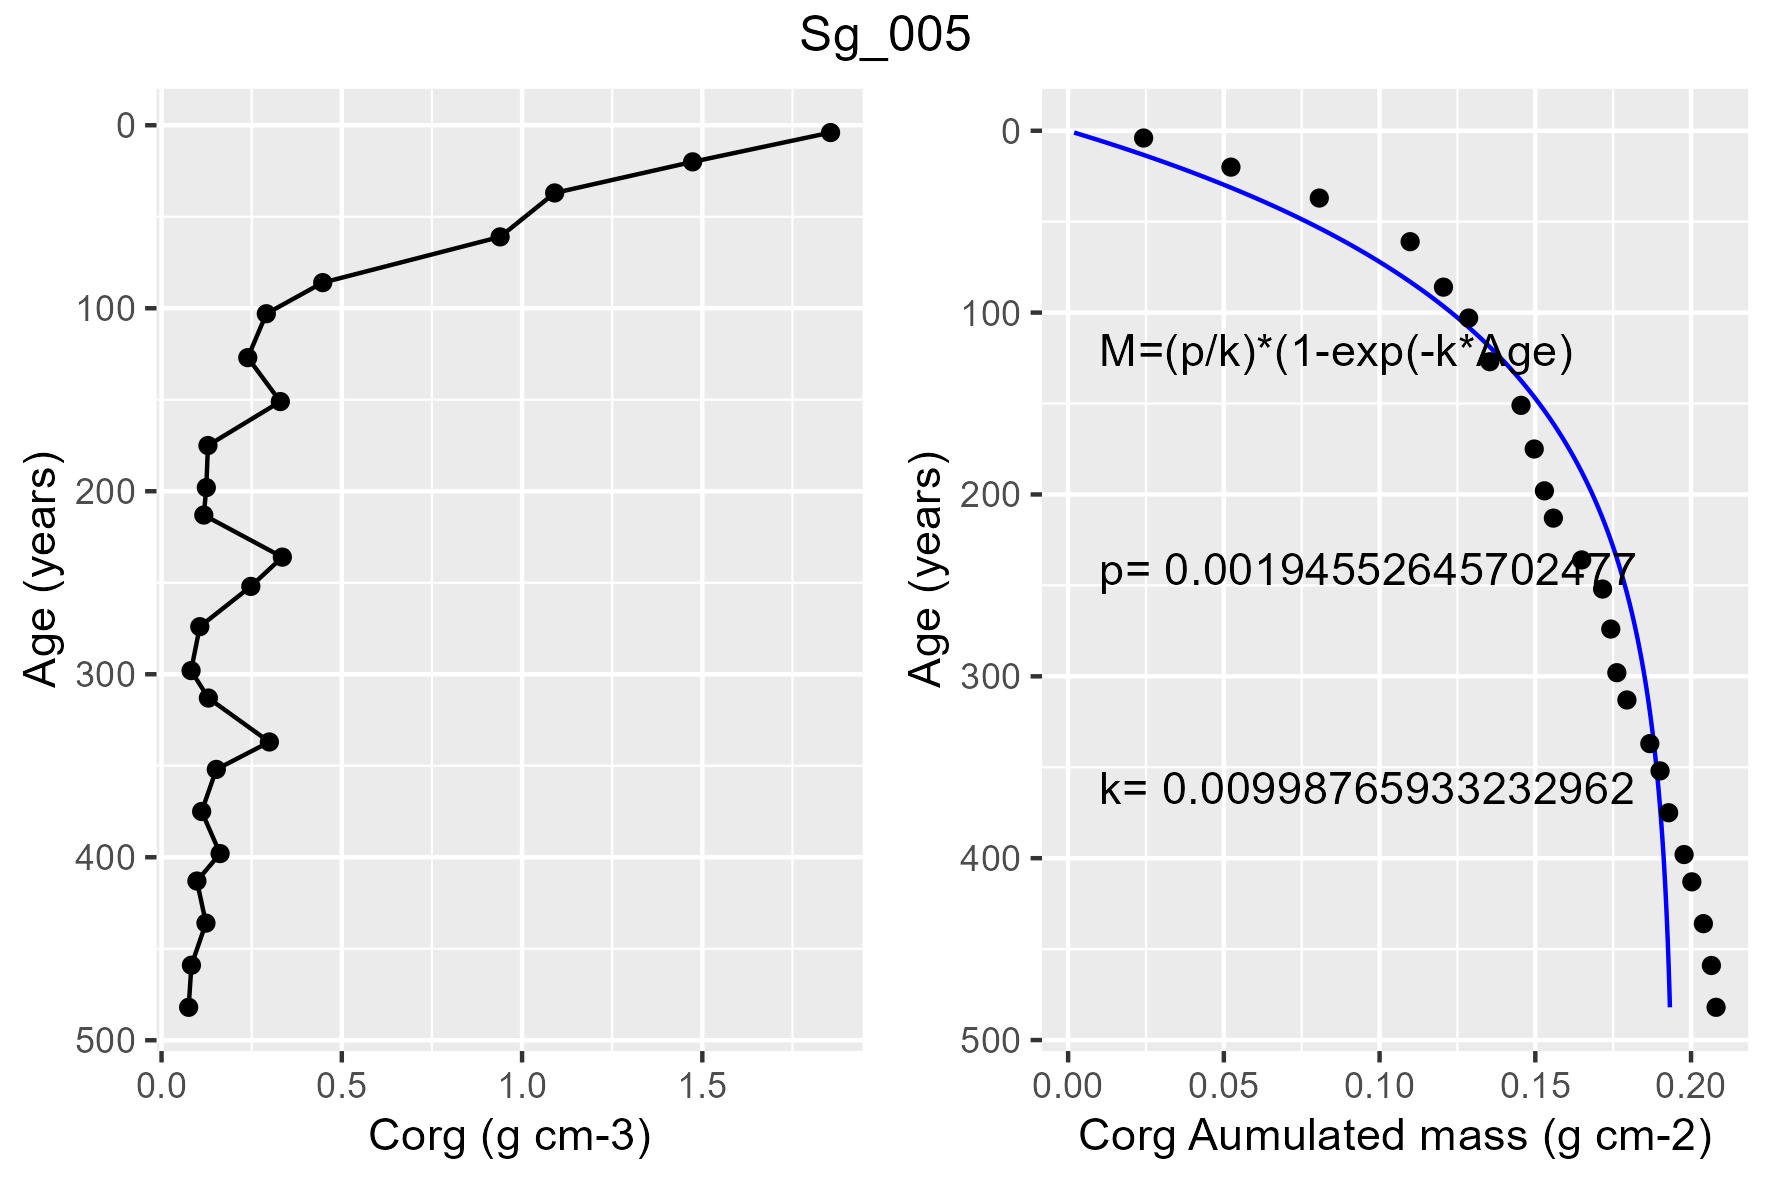 Sg_005
0
100
200
300
400
500
Age (years)
0.0 0.5 1.0 1.5
Corg (g cm-3)
0
100
200
300
400
500
Age (years)
M=(p/k)*(1-exp(-k*Age)
p= 0.00194552645702477
k= 0.00998765933232962
0.00 0.05 0.10 0.15 0.20
Corg Aumulated mass (g cm-2)